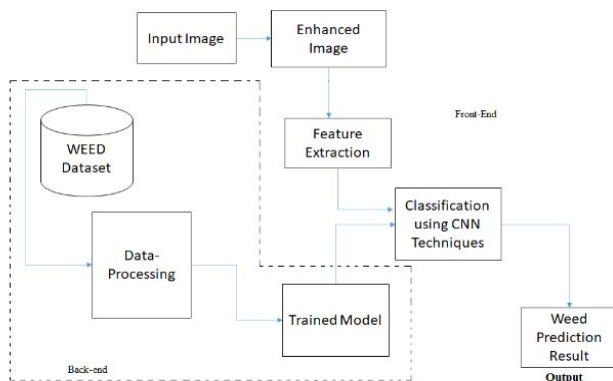 Input Image
Enhanced
Image
WEED
Dataset
Feature
Extraction
Front-End
Classification
using CNN
Techniques
Data-
Processing
Trained Model
Weed
Prediction
Result
Back-end
Output